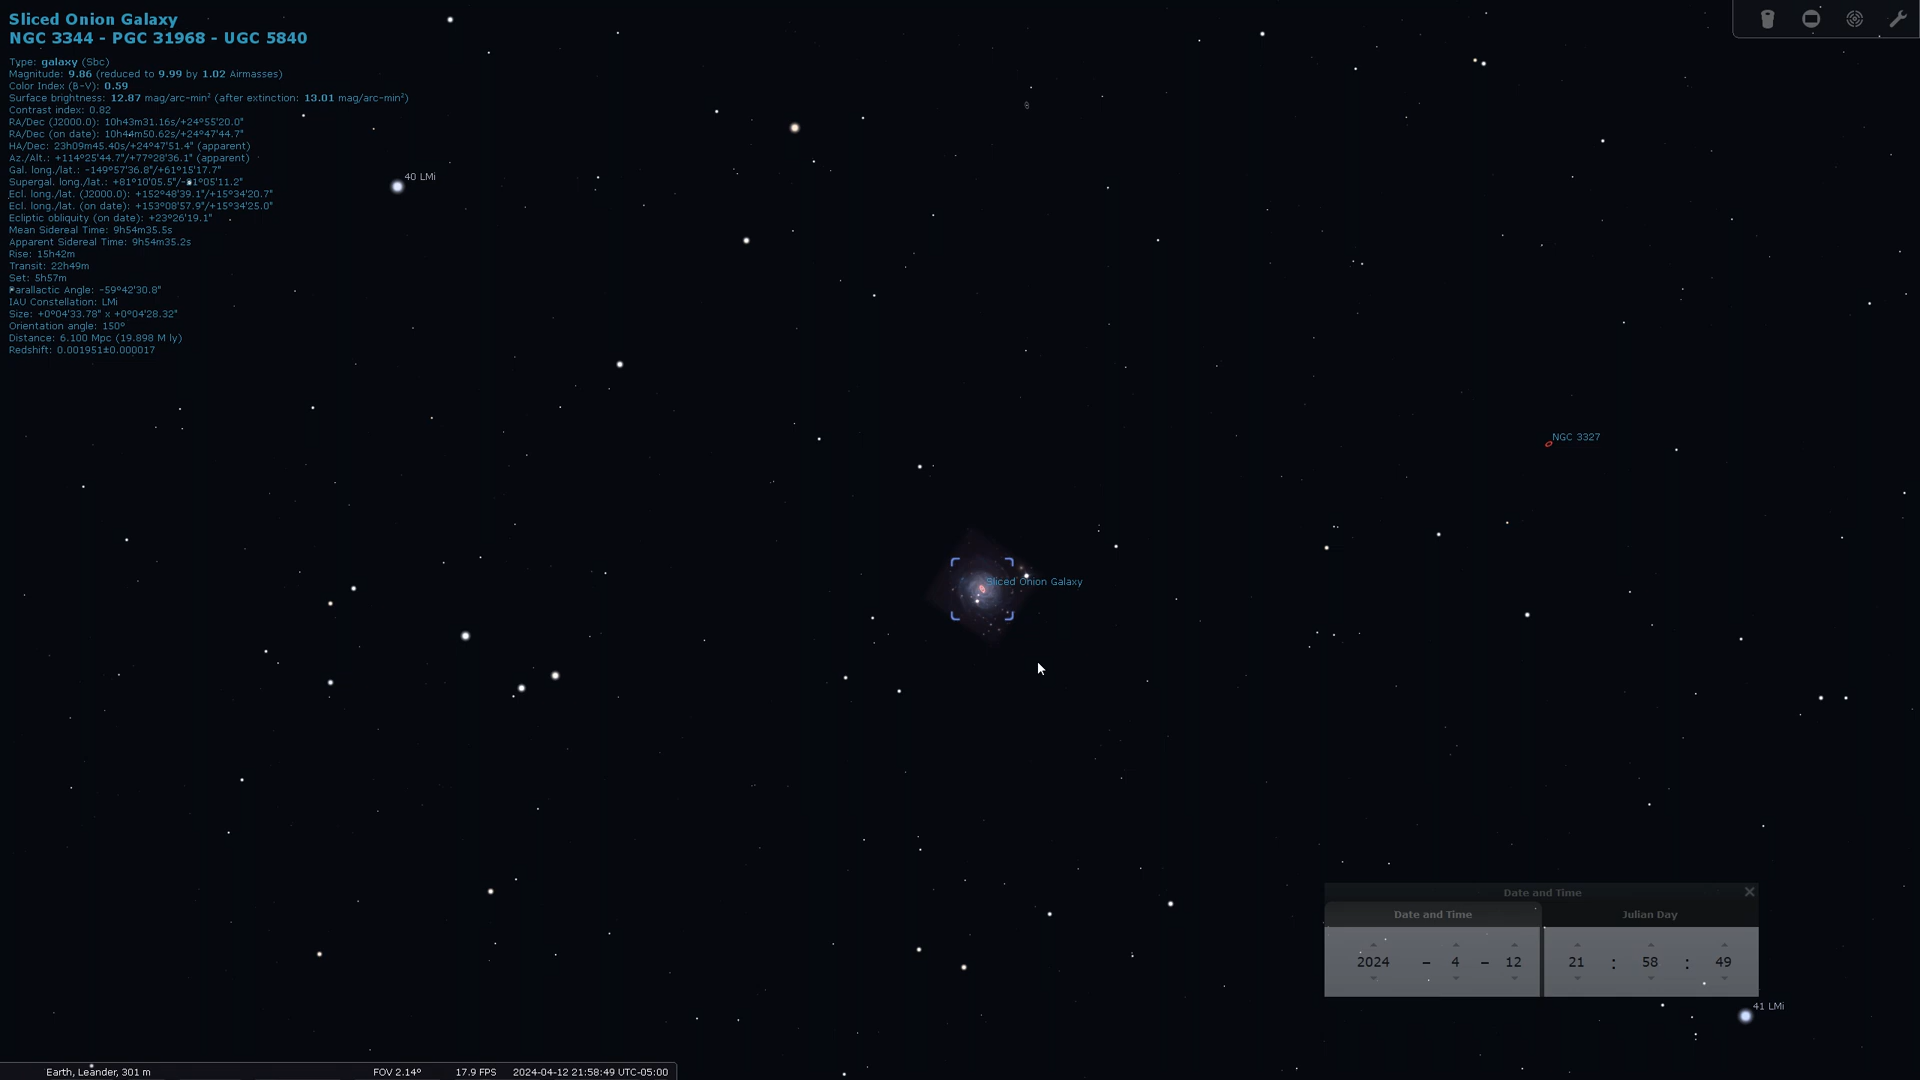 Sliced Onion Galaxy
NGC 3344 - PGC 31968 - UGC 5840
Type: galaxy (Sbc)
Magnitude: 9.86 (reduced to 9.99 by 1.02 Airmasses)
Color Index (B-V): 0.59
Surface brightness: 12.87 mag/arc-min² (after extinction: 13.01 mag/arc-min²)
Contrast index: 0.82
RA/Dec (J2000.0): 10h43m31.16s/+24°55'20.0"
RA/Dec (on date): 10h44m50.62s/+24°47'44.7"
HA/Dec: 23h09m45.40s/+24°47'51.4" (apparent)
Az./Alt.: +114°25'44.7"/+77°28'36.1" (apparent)
Gal. long./lat.: -149°57'36.8"/+61°15'17.7"
Supergal. long./lat.: +81°10'05.5"/-81°05'11.2"
Ecl. long./lat. (J2000.0): +152°48'39.1"/+15°34'20.7"
Ecl. long./lat. (on date): +153°08'57.9"/+15°34'25.0"
Ecliptic obliquity (on date): +23°26'19.1"
Mean Sidereal Time: 9h54m35.5s
Apparent Sidereal Time: 9h54m35.2s
Rise: 15h42m
Transit: 22h49m
Set: 5h57m
Parallactic Angle: -59°42'30.8"
IAU Constellation: LMi
Size: +0°04'33.78" x +0°04'28.32"
Orientation angle: 150°
Distance: 6.100 Mpc (19.898 M ly)
Redshift: 0.001951±0.000017
40 LMi
NGC 3327
Sliced Onion Galaxy
Date and Time
Date and Time Julian Day
2024 - 4 - 12 21 : 58 : 49
41 LMi
Earth, Leander, 301 m FOV 2.14° 17.9 FPS 2024-04-12 21:58:49 UTC-05:00